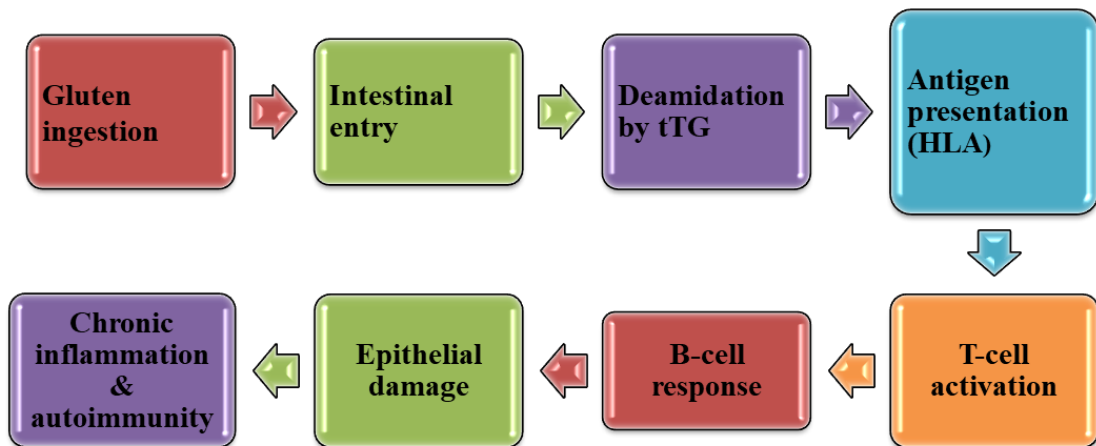 Gluten
ingestion
Intestinal
entry
Deamidation
by tTG
Antigen
presentation
(HLA)
T-cell
activation
B-cell
response
Epithelial
damage
Chronic
inflammation
&
autoimmunity